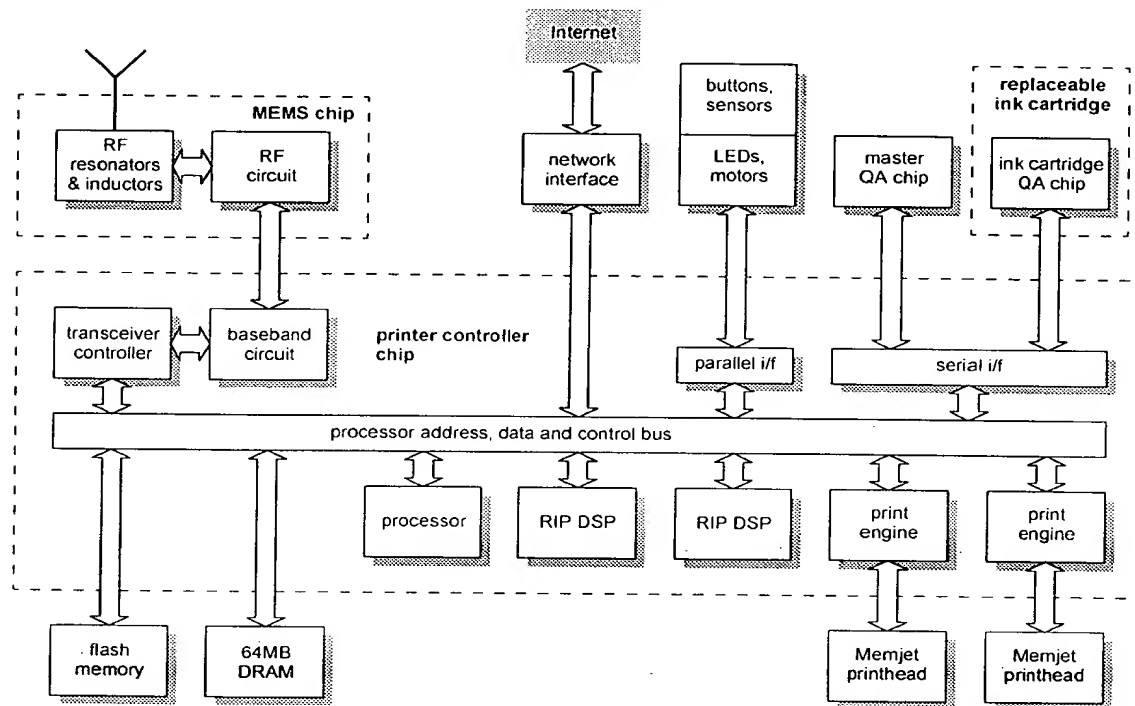 Internet
MEMS chip
RF
resonators
& inductors
RF
circuit
network
interface
buttons,
sensors
LEDs,
motors
master
QA chip
replaceable
ink cartridge
ink cartridge
QA chip
transceiver
controller
baseband
circuit
printer controller
chip
parallel i/f
serial i/f
processor address, data and control bus
processor
RIP DSP
RIP DSP
print
engine
print
engine
flash
memory
64MB
DRAM
Memjet
printhead
Memjet
printhead